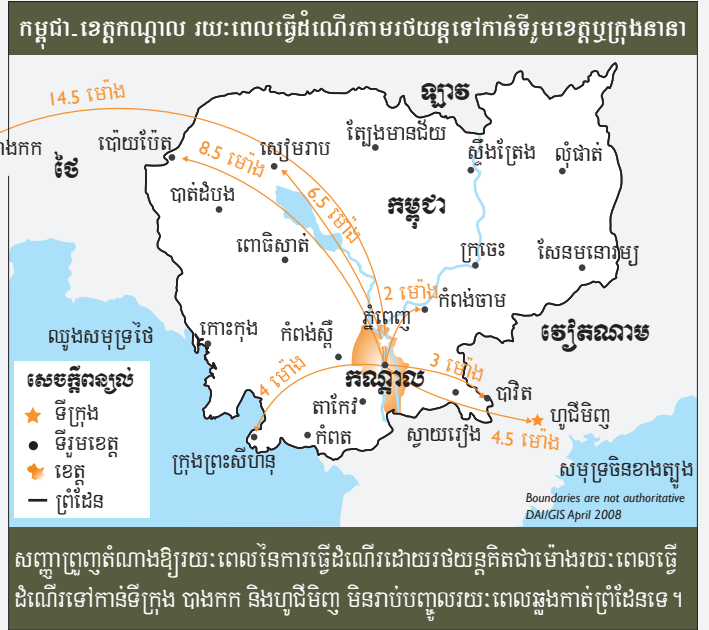 កម្ពុជា-ខេត្តកណ្តាល រយៈពេលធ្វើដំណើរតាមរថយន្តទៅកាន់ទីរួមខេត្តឬក្រុងនានា
ឡាវ
14.5 ម៉ោង
ត្បែងមានជ័យ
ប៉ោយប៉ែត
8.5 ម៉ោង
សៀមរាប
ស្ទឹងត្រែង
លុំផាត់
ថៃ
បាត់ដំបង
6.5 ម៉ោង
កម្ពុជា
ពោធិសាត់
ក្រចេះ
សែនមនោរម្យ
2 ម៉ោង
កំពង់ចាម
ភ្នំពេញ
ឈូងសមុទ្រថៃ
កោះកុង
កំពង់ស្ពឺ
វៀតណាម
សេចក្តីពន្យល់
ទីក្រុង
ទីរួមខេត្ត
ខេត្ត
ព្រំដែន
4 ម៉ោង
កណ្តាល
3 ម៉ោង
បាវិត
តាកែវ
ហូជីមិញ
កំពត
ស្វាយរៀង
4.5 ម៉ោង
ក្រុងព្រះសីហនុ
សមុទ្រចិនខាងត្បូង
Boundaries are not authoritative
DAI/GIS April 2008
សញ្ញាព្រួញតំណាងឱ្យរយៈពេលនៃការធ្វើដំណើរដោយរថយន្តគិតជាម៉ោងរយៈពេលធ្វើ
ដំណើរទៅកាន់ទីក្រុង បាងកក និងហូជីមិញ មិនរាប់បញ្ចូលរយៈពេលឆ្លងកាត់ព្រំដែនទេ។